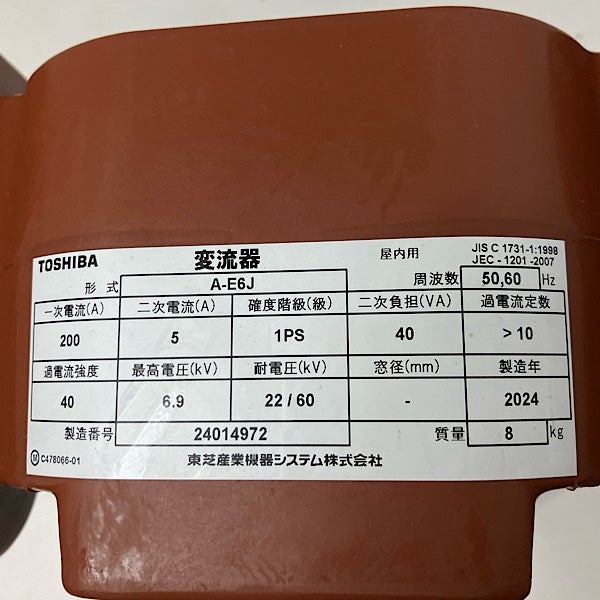 TOSHIBA 変流器 屋内用 JIS C 1731-1:1998
JEC - 1201 -2007
形式 A-E6J 周波数 50,60 Hz
一次電流(A) 二次電流(A) 確度階級(級) 二次負担(VA) 過電流定数
200 5 1PS 40 > 10
過電流強度 最高電圧(kV) 耐電圧(kV) 窓径(mm) 製造年
40 6.9 22 / 60 - 2024
製造番号 24014972 質量 8 kg
M C478066-01 東芝産業機器システム株式会社